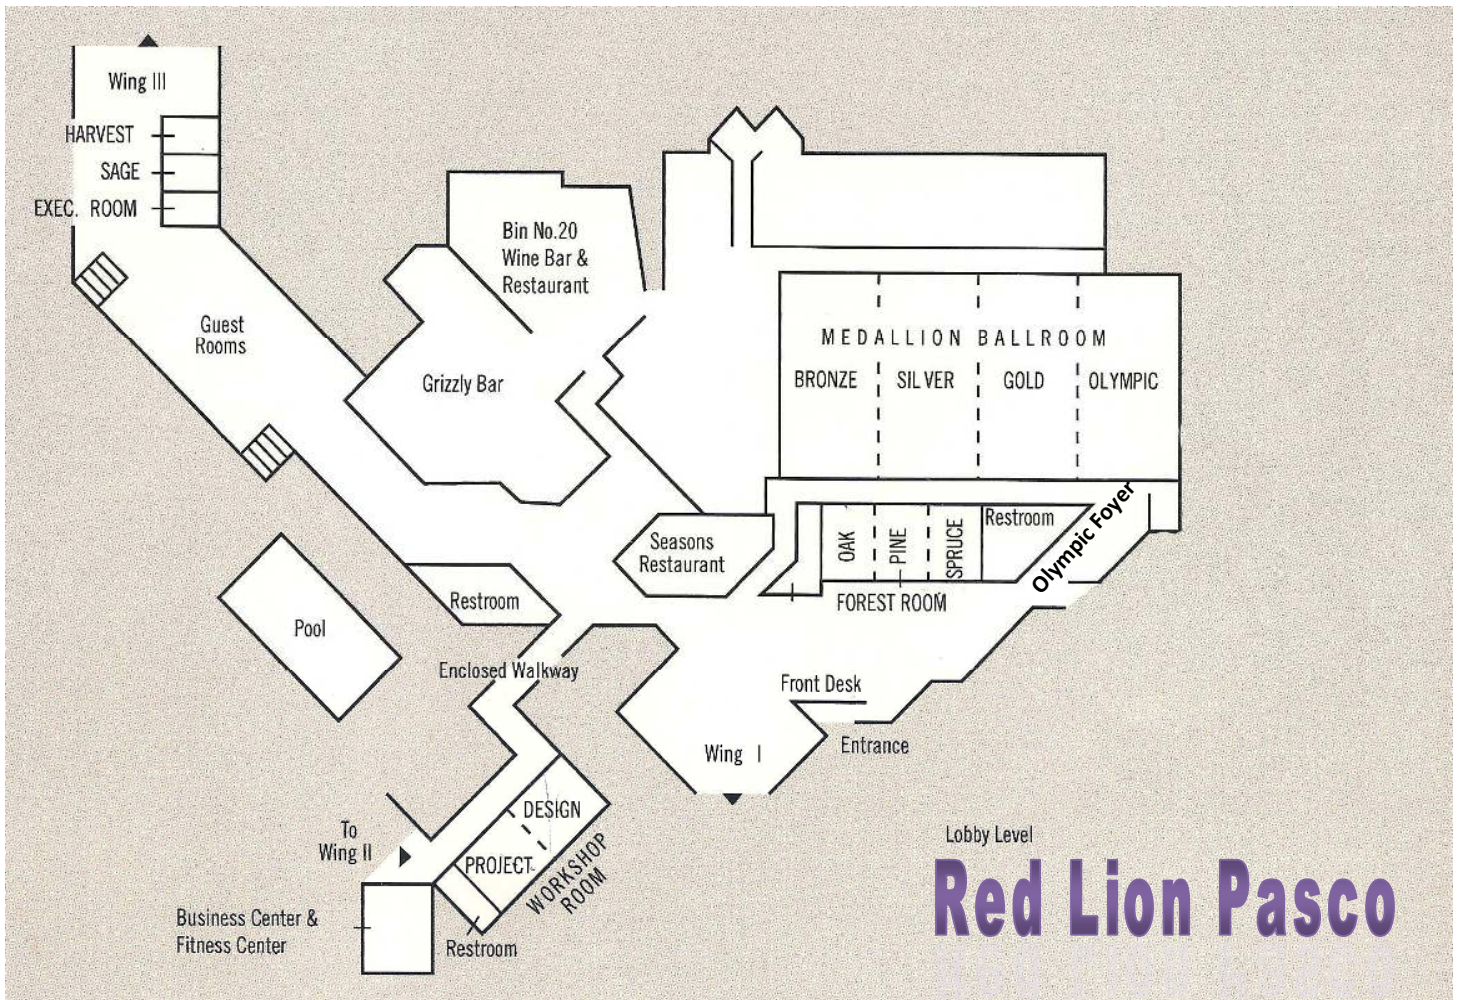 Wing III
HARVEST
SAGE
EXEC. ROOM
Bin No.20
Wine Bar &
Restaurant
Guest
Rooms
Grizzly Bar
MEDALLION BALLROOM
BRONZE
SILVER
GOLD
OLYMPIC
Seasons
Restaurant
OAK
PINE
SPRUCE
Restroom
Olympic Foyer
FOREST ROOM
Restroom
Pool
Enclosed Walkway
Front Desk
Entrance
Wing I
DESIGN
PROJECT
WORKSHOP
ROOM
To
Wing II
Business Center &
Fitness Center
Restroom
Lobby Level
Red Lion Pasco